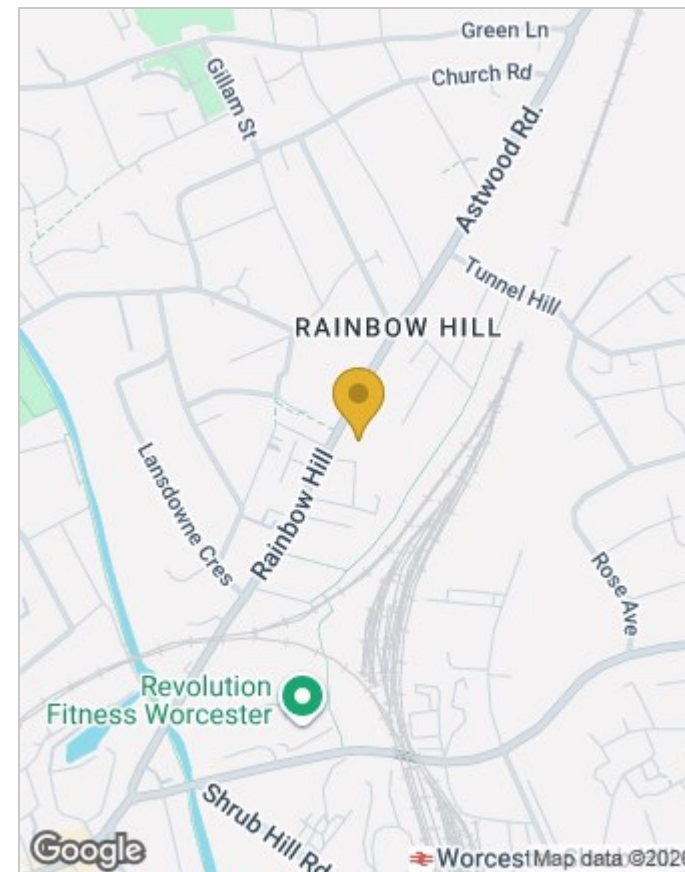 Green Ln
Church Rd
Gillam St
Astwood Rd.
Tunnel Hill
RAINBOW HILL
Lansdowne Cres
Rainbow Hill
Rose Ave
Revolution
Fitness Worcester
Shrub Hill Rd
Google
Worcest
Map data ©2026